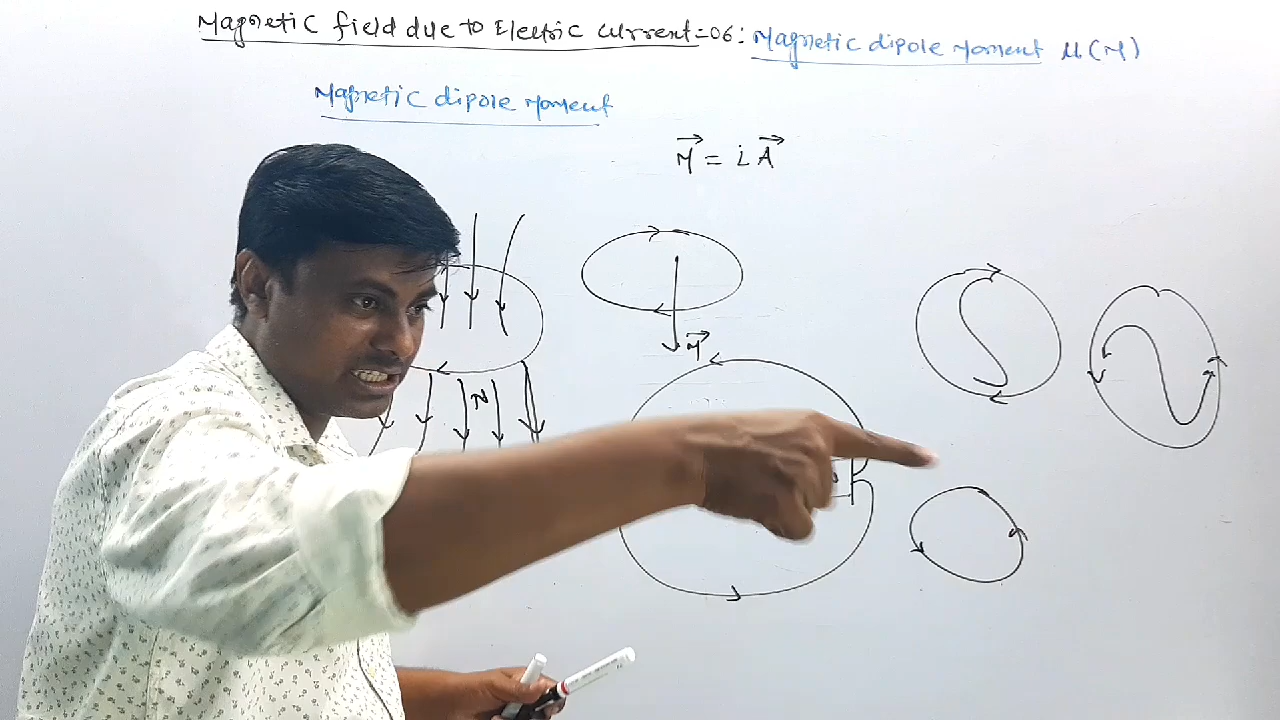 Magnetic field due to Electric current=06: Magnetic dipole Moment μ(M)
Magnetic dipole Moment
M = iA
M
N
S
N